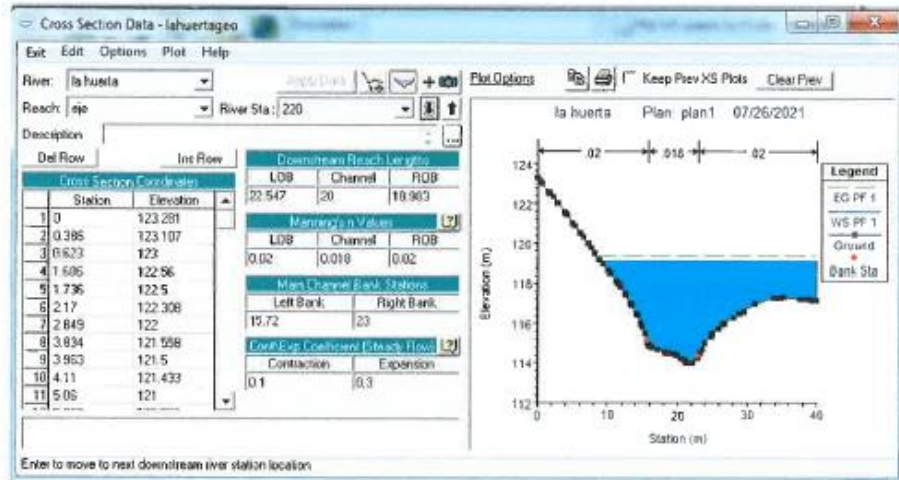 Cross Section Data - lahuertageo
Exit Edit Options Plot Help
River: la huerta
Apply Data
Plot Options
Keep Prev XS Plots
Clear Prev
Reach: eje
River Sta.: 220
Description
...
Del Row
Ins Row
Cross Section Coordinates
Station Elevation
1 0 123.281
2 0.386 123.107
3 0.623 123
4 1.606 122.56
5 1.736 122.5
6 2.17 122.308
7 2.849 122
8 3.834 121.558
9 3.963 121.5
10 4.11 121.433
11 5.06 121
Downstream Reach Lengths
LOB Channel ROB
22.547 20 18.983
Manning's n Values
LOB Channel ROB
0.02 0.018 0.02
Main Channel Bank Stations
Left Bank Right Bank
15.72 23
Cont\Exp Coefficient (Steady Flow)
Contraction Expansion
0.1 0.3
la huerta Plan: plan1 07/26/2021
.02 .018 .02
124
122
120
118
116
114
112
Elevation (m)
0 10 20 30 40
Station (m)
Legend
EG PF 1
WS PF 1
Ground
Bank Sta
Enter to move to next downstream river station location